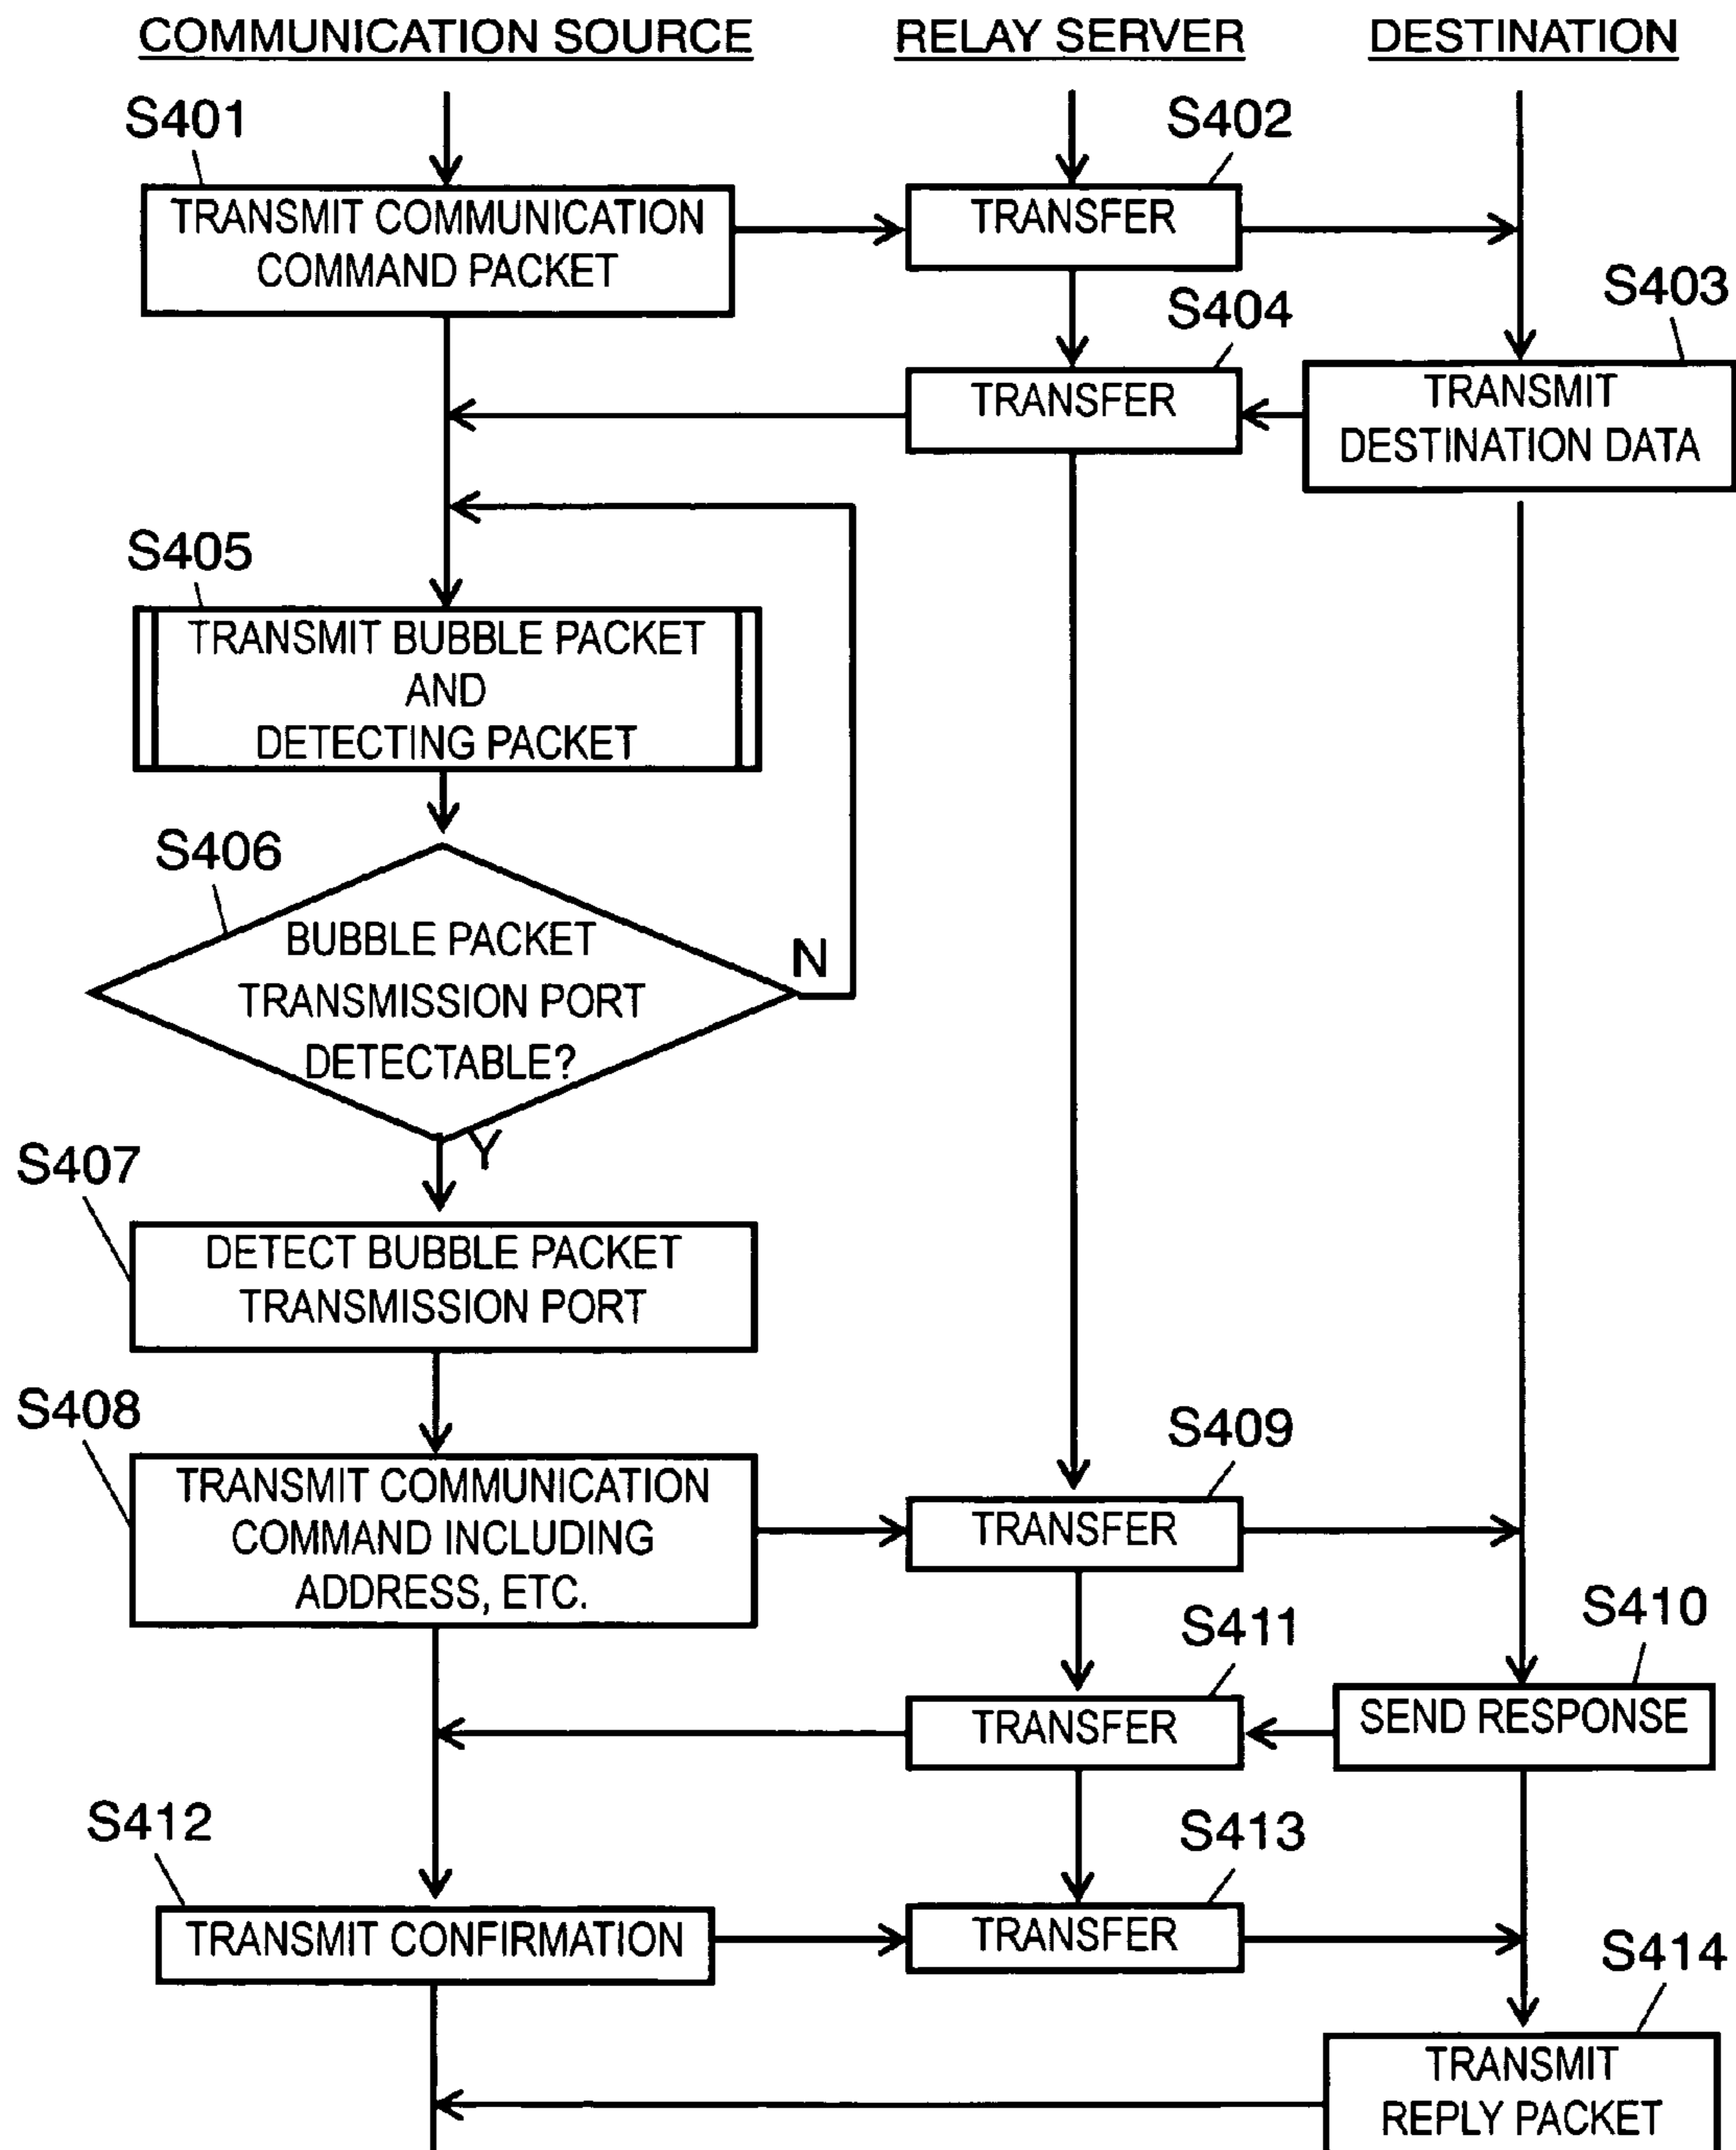 COMMUNICATION SOURCE
RELAY SERVER
DESTINATION
S401
S402
TRANSMIT COMMUNICATION
COMMAND PACKET
TRANSFER
S403
S404
TRANSFER
TRANSMIT
DESTINATION DATA
S405
TRANSMIT BUBBLE PACKET
AND
DETECTING PACKET
S406
BUBBLE PACKET
TRANSMISSION PORT
DETECTABLE?
N
Y
S407
DETECT BUBBLE PACKET
TRANSMISSION PORT
S408
TRANSMIT COMMUNICATION
COMMAND INCLUDING
ADDRESS, ETC.
S409
TRANSFER
S410
S411
TRANSFER
SEND RESPONSE
S412
S413
TRANSMIT CONFIRMATION
TRANSFER
S414
TRANSMIT
REPLY PACKET